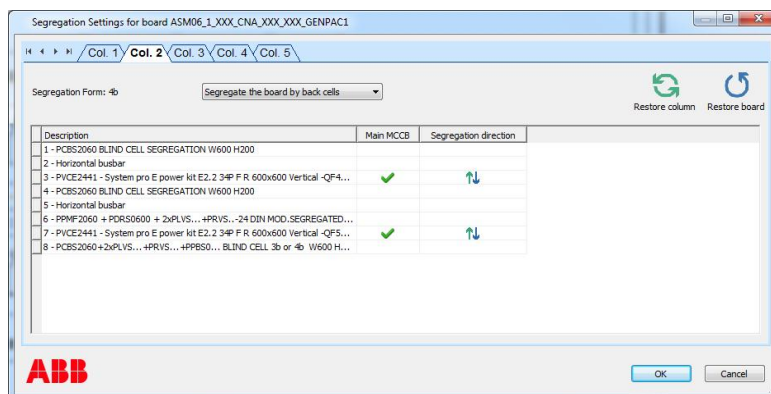 Segregation Settings for board ASM06_1_XXX_CNA_XXX_XXX_GENPAC1
Col. 1 Col. 2 Col. 3 Col. 4 Col. 5
Segregation Form: 4b
Segregate the board by back cells
Restore column Restore board
Description Main MCCB Segregation direction
1 - PCBS2060 BLIND CELL SEGREGATION W600 H200
2 - Horizontal busbar
3 - PVCE2441 - System pro E power kit E2.2 34P F R 600x600 Vertical -QF4...
4 - PCBS2060 BLIND CELL SEGREGATION W600 H200
5 - Horizontal busbar
6 - PPMF2060 + PDRS0600 + 2xPLVS...+PRVS..-24 DIN MOD.SEGREGATED...
7 - PVCE2441 - System pro E power kit E2.2 34P F R 600x600 Vertical -QF5...
8 - PCBS2060+2xPLVS...+PRVS...+PPBS0... BLIND CELL 3b or 4b W600 H...
ABB
OK Cancel